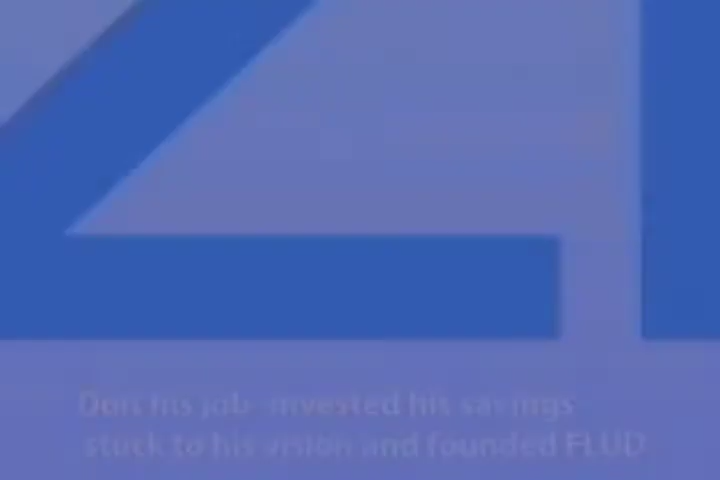 his job invested his savings
stuck to his vision and founded FLUD